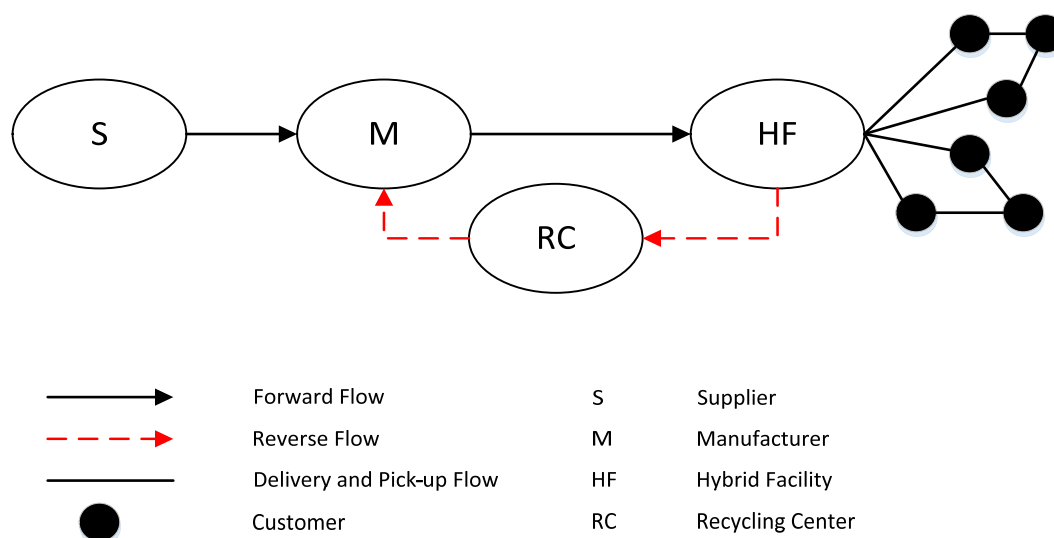 S
M
HF
RC
Forward Flow
S
Supplier
Reverse Flow
M
Manufacturer
Delivery and Pick-up Flow
HF
Hybrid Facility
Customer
RC
Recycling Center